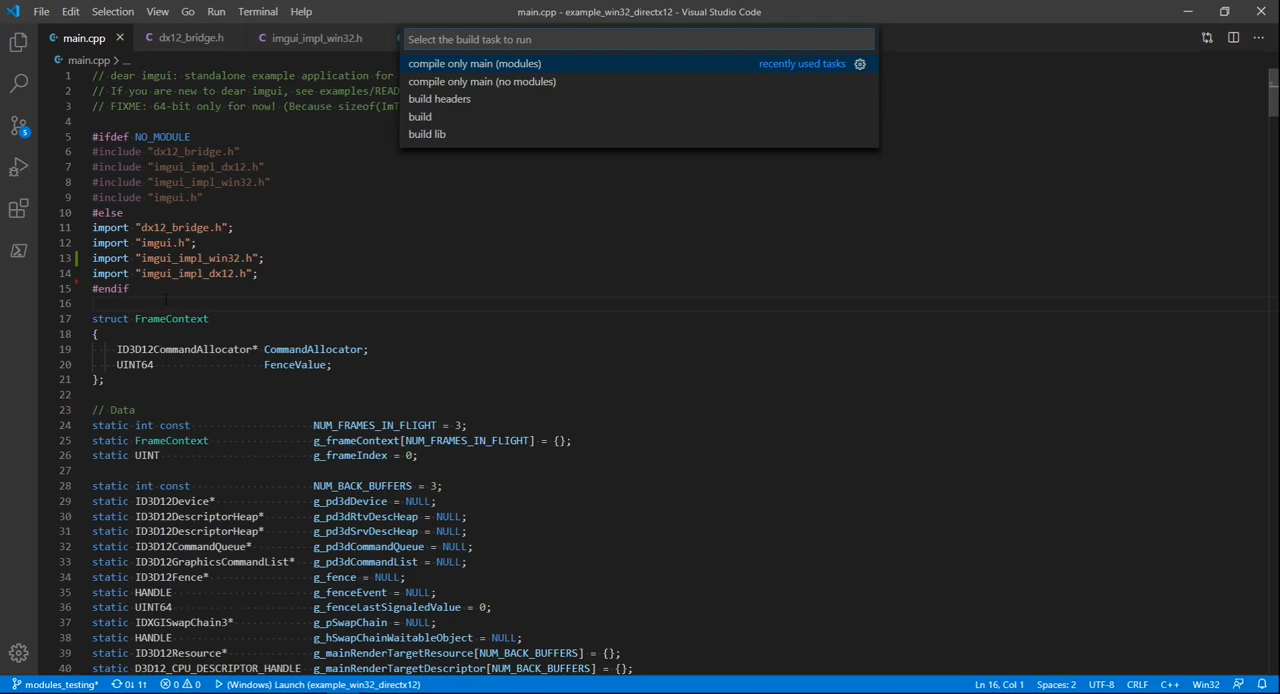 File Edit Selection View Go Run Terminal Help main.cpp - example_win32_directx12 - Visual Studio Code
main.cpp dx12_bridge.h imgui_impl_win32.h
Select the build task to run
compile only main (modules) recently used tasks
compile only main (no modules)
build headers
build
build lib
main.cpp > ...
1 // dear imgui: standalone example application for
2 // If you are new to dear imgui, see examples/READ
3 // FIXME: 64-bit only for now! (Because sizeof(ImT
4
5 #ifdef NO_MODULE
6 #include "dx12_bridge.h"
7 #include "imgui_impl_dx12.h"
8 #include "imgui_impl_win32.h"
9 #include "imgui.h"
10 #else
11 import "dx12_bridge.h";
12 import "imgui.h";
13 import "imgui_impl_win32.h";
14 import "imgui_impl_dx12.h";
15 #endif
16
17 struct FrameContext
18 {
19 ID3D12CommandAllocator* CommandAllocator;
20 UINT64 FenceValue;
21 };
22
23 // Data
24 static int const NUM_FRAMES_IN_FLIGHT = 3;
25 static FrameContext g_frameContext[NUM_FRAMES_IN_FLIGHT] = {};
26 static UINT g_frameIndex = 0;
27
28 static int const NUM_BACK_BUFFERS = 3;
29 static ID3D12Device* g_pd3dDevice = NULL;
30 static ID3D12DescriptorHeap* g_pd3dRtvDescHeap = NULL;
31 static ID3D12DescriptorHeap* g_pd3dSrvDescHeap = NULL;
32 static ID3D12CommandQueue* g_pd3dCommandQueue = NULL;
33 static ID3D12GraphicsCommandList* g_pd3dCommandList = NULL;
34 static ID3D12Fence* g_fence = NULL;
35 static HANDLE g_fenceEvent = NULL;
36 static UINT64 g_fenceLastSignaledValue = 0;
37 static IDXGISwapChain3* g_pSwapChain = NULL;
38 static HANDLE g_hSwapChainWaitableObject = NULL;
39 static ID3D12Resource* g_mainRenderTargetResource[NUM_BACK_BUFFERS] = {};
40 static D3D12_CPU_DESCRIPTOR_HANDLE g_mainRenderTargetDescriptor[NUM_BACK_BUFFERS] = {};
5
modules_testing* 0↓ 1↑ 0 0 (Windows) Launch (example_win32_directx12) Ln 16, Col 1 Spaces: 2 UTF-8 CRLF C++ Win32